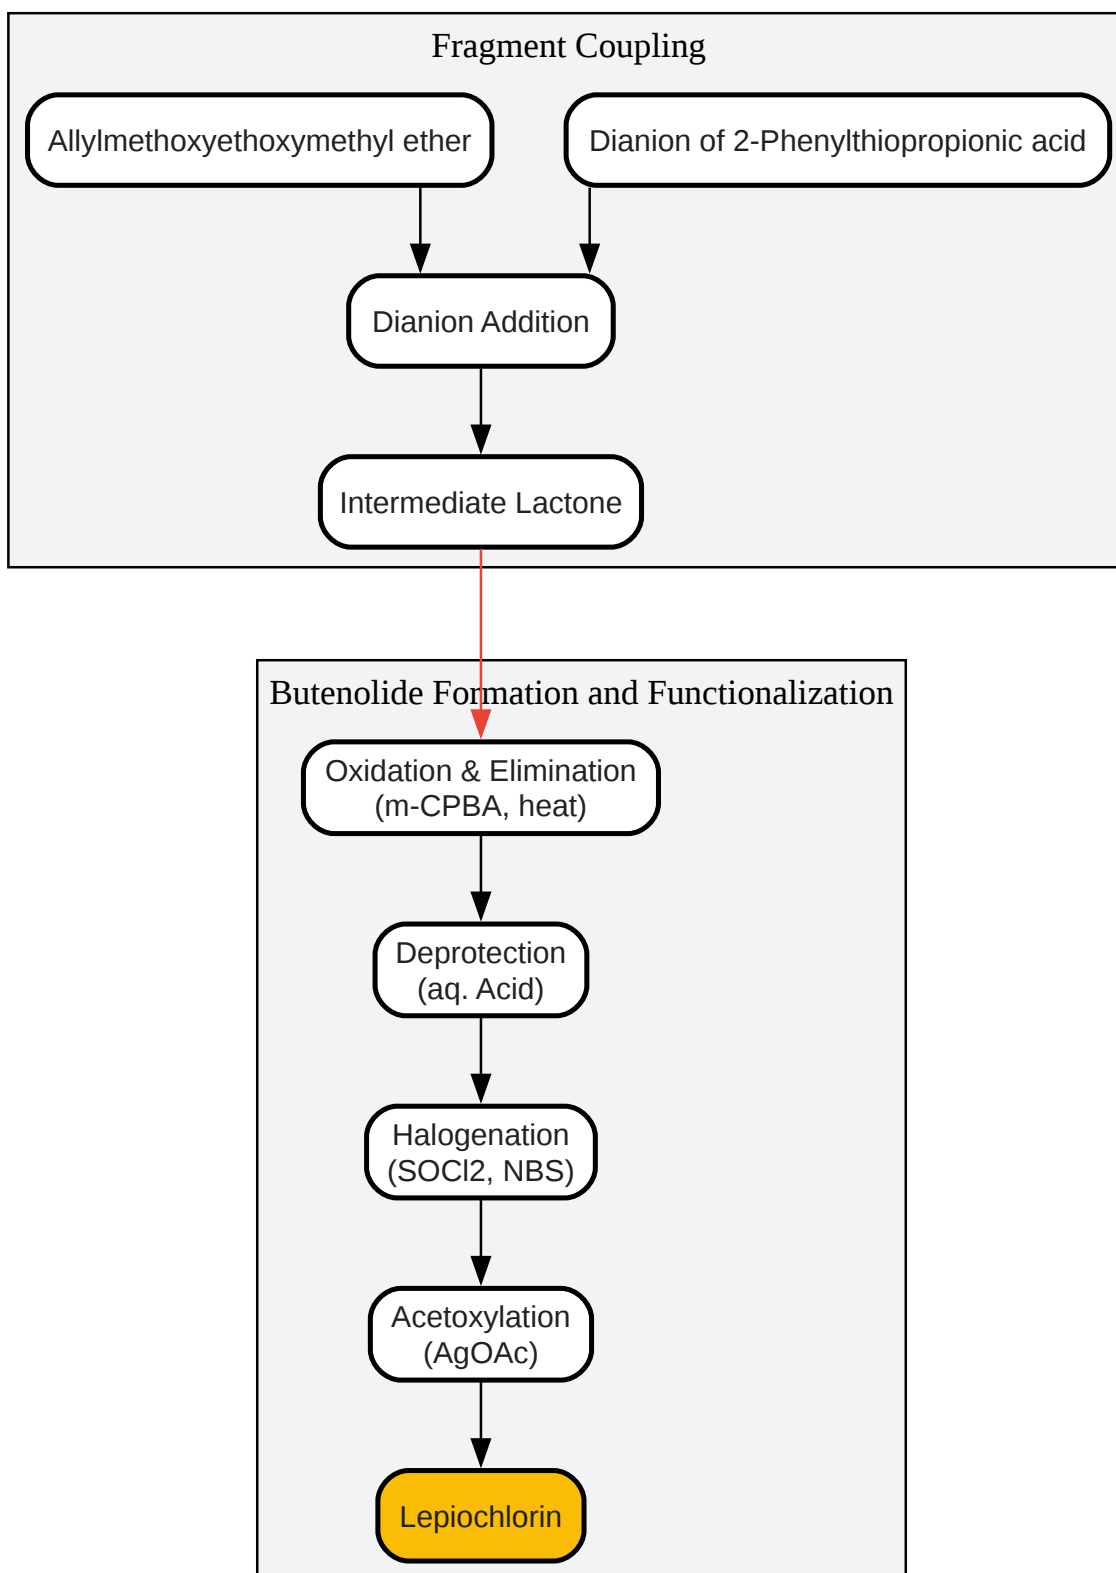 Fragment Coupling
Allylmethoxyethoxymethyl ether
Dianion of 2-Phenylthiopropionic acid
Dianion Addition
Intermediate Lactone
Butenolide Formation and Functionalization
Oxidation & Elimination
(m-CPBA, heat)
Deprotection
(aq. Acid)
Halogenation
(SOCl2, NBS)
Acetoxylation
(AgOAc)
Lepiochlorin